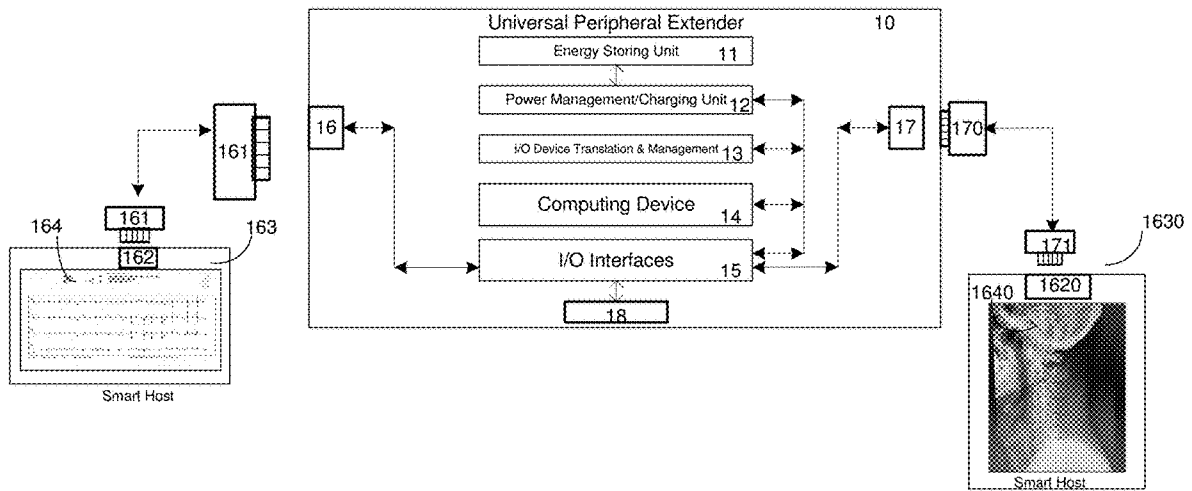 Universal Peripheral Extender 10
Energy Storing Unit 11
Power Management/Charging Unit 12
I/O Device Translation & Management 13
Computing Device 14
I/O Interfaces 15
18
16
17
170
161
161
162
163
164
Smart Host
171
1630
1620
1640
Smart Host